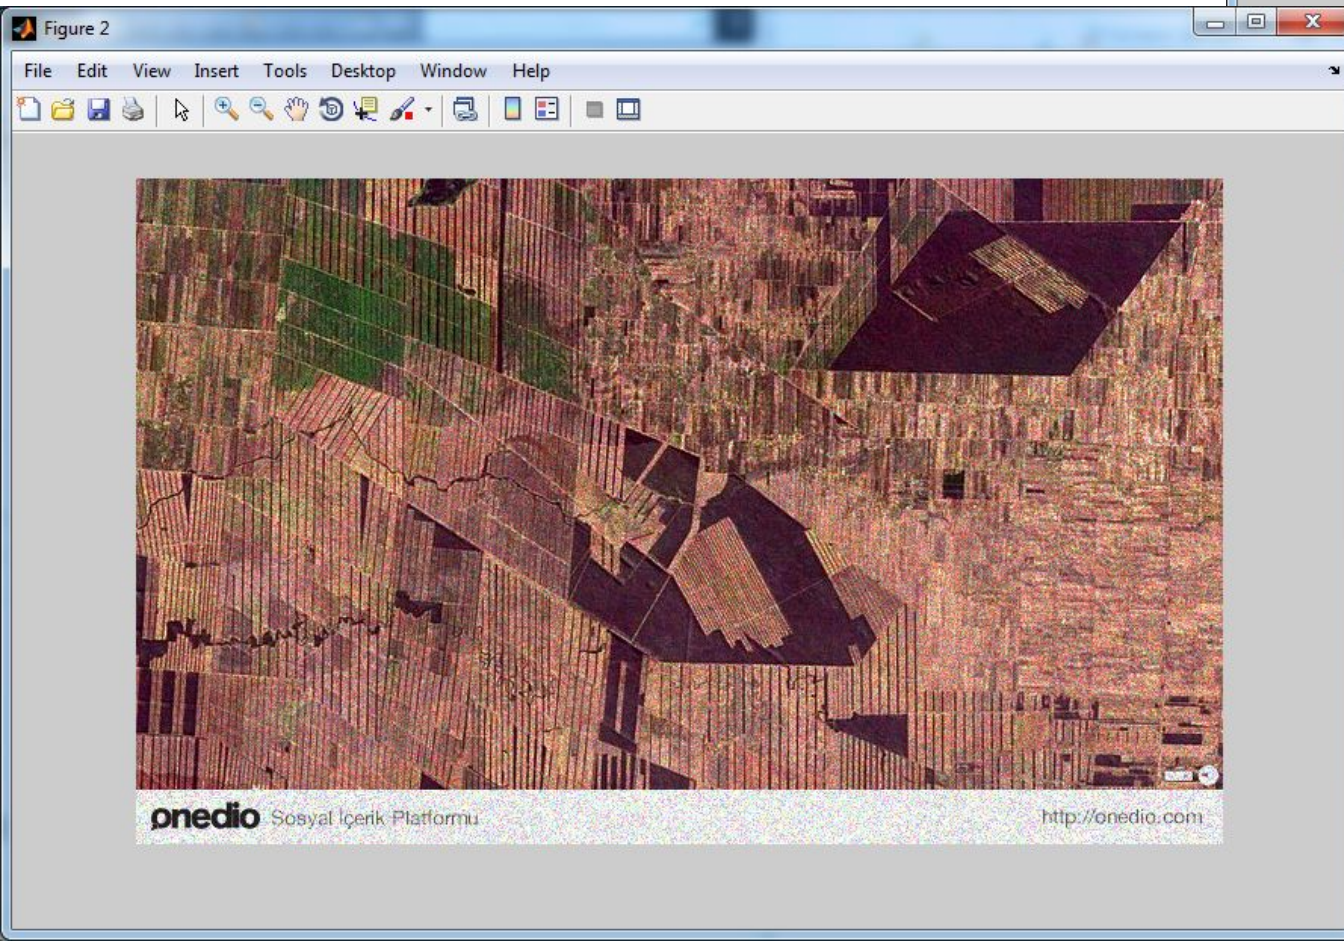 Figure 2
File Edit View Insert Tools Desktop Window Help
onedio Sosyal İçerik Platformu
http://onedio.com